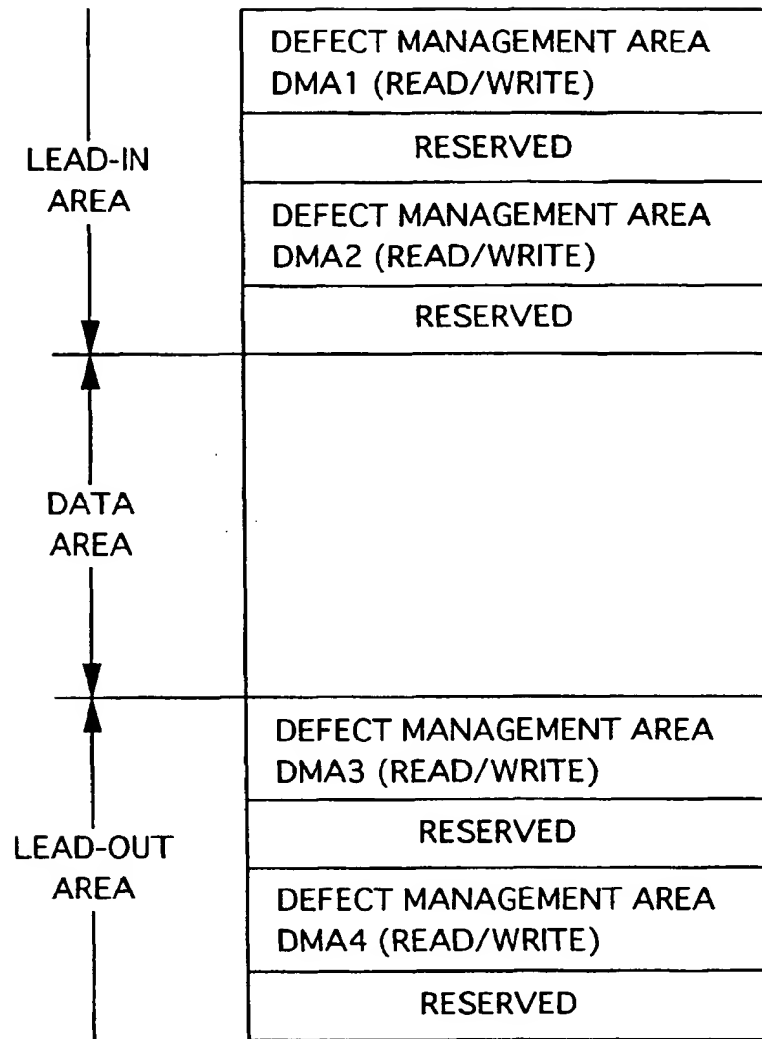 DEFECT MANAGEMENT AREA
DMA1 (READ/WRITE)
RESERVED
LEAD-IN
AREA
DEFECT MANAGEMENT AREA
DMA2 (READ/WRITE)
RESERVED
DATA
AREA
DEFECT MANAGEMENT AREA
DMA3 (READ/WRITE)
RESERVED
LEAD-OUT
AREA
DEFECT MANAGEMENT AREA
DMA4 (READ/WRITE)
RESERVED